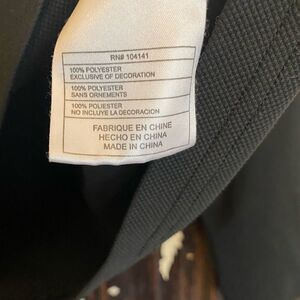 RN# 104141
100% POLYESTER
EXCLUSIVE OF DECORATION
100% POLYESTER
SANS ORNEMENTS
100% POLIESTER
NO INCLUYE LA DECORACION
FABRIQUE EN CHINE
HECHO EN CHINA
MADE IN CHINA